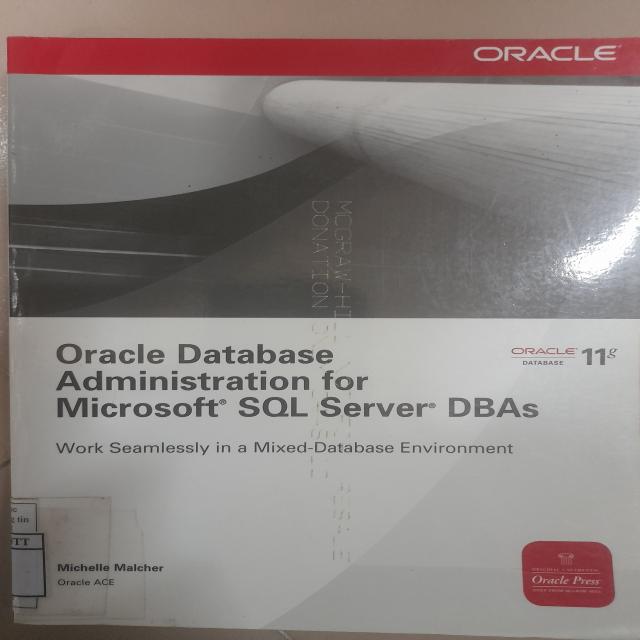 ORACLE
MCGRAW-HI
DONATION
Oracle Database
Administration for
Microsoft® SQL Server® DBAs
ORACLE®
DATABASE
11g
Work Seamlessly in a Mixed-Database Environment
tin
TT
Michelle Malcher
Oracle ACE
Oracle Press™